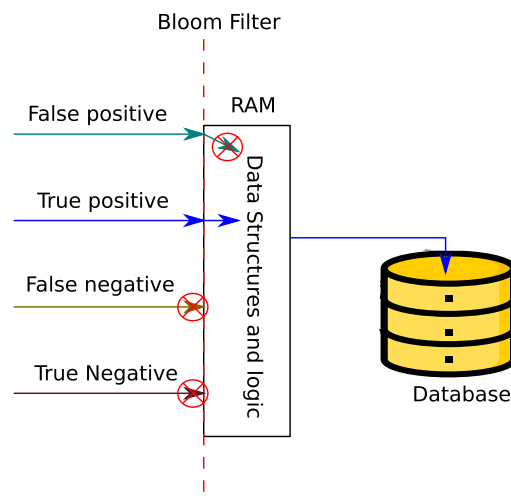 Bloom Filter
RAM
False positive
True positive
False negative
True Negative
Data Structures and logic
Database